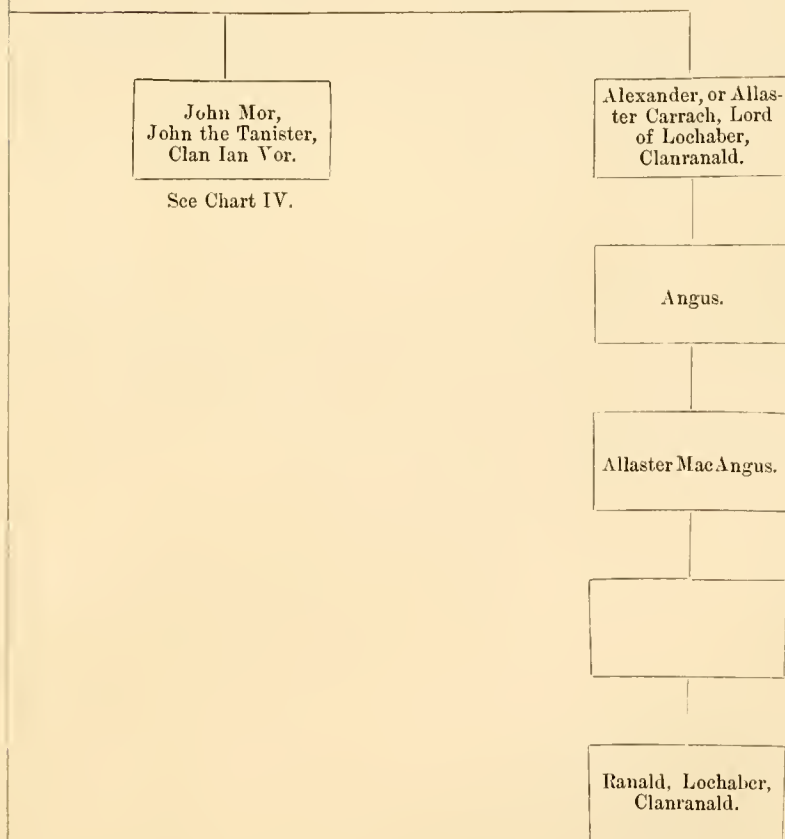 John Mor,
John the Tanister,
Clan Ian Vor.
See Chart IV.
Alexander, or Allas-
ter Carrach, Lord
of Lochaber,
Clanranald.
Angus.
Allaster MacAngus.
Ranald, Lochaber,
Clanranald.